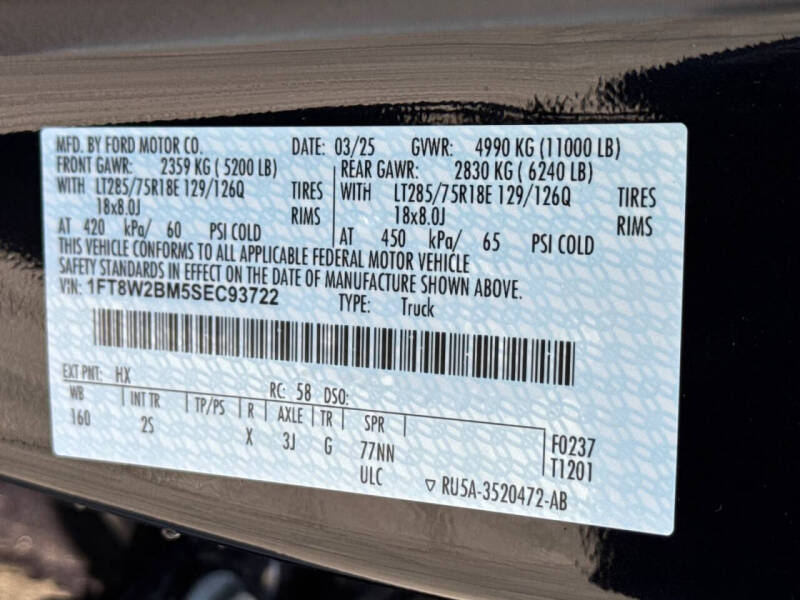 MFD. BY FORD MOTOR CO. DATE: 03/25 GVWR: 4990 KG (11000 LB)
FRONT GAWR: 2359 KG ( 5200 LB) REAR GAWR: 2830 KG ( 6240 LB)
WITH LT285/75R18E 129/126Q TIRES WITH LT285/75R18E 129/126Q TIRES
18x8.0J RIMS 18x8.0J RIMS
AT 420 kPa/ 60 PSI COLD AT 450 kPa/ 65 PSI COLD
THIS VEHICLE CONFORMS TO ALL APPLICABLE FEDERAL MOTOR VEHICLE
SAFETY STANDARDS IN EFFECT ON THE DATE OF MANUFACTURE SHOWN ABOVE.
VIN: 1FT8W2BM5SEC93722 TYPE: Truck
EXT PNT: HX RC: 58 DSO:
WB INT TR TP/PS R AXLE TR SPR
160 2S X 3J G 77NN F0237
ULC T1201
▽ RU5A-3520472-AB